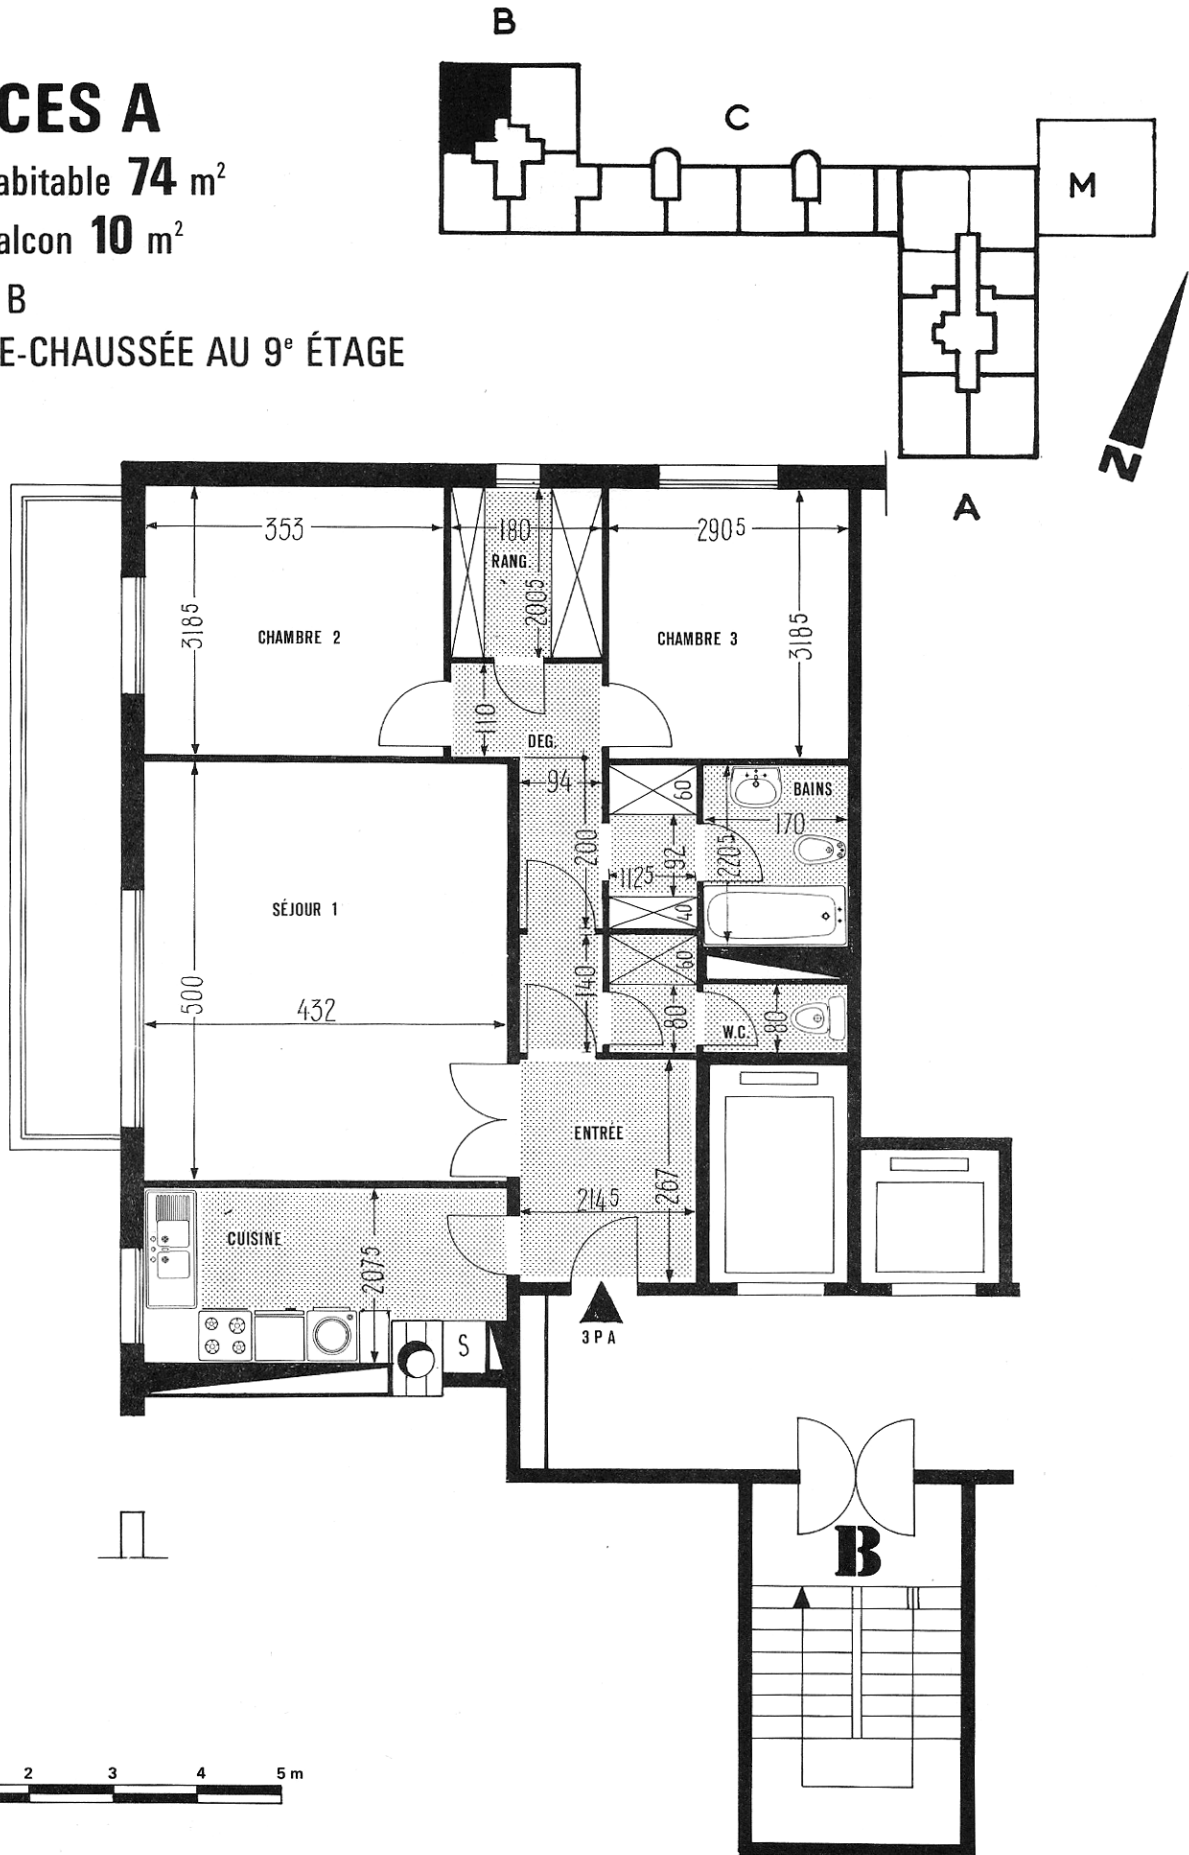 B
CES A
C
abitable 74 m²
M
alcon 10 m²
B
E-CHAUSSÉE AU 9ᵉ ÉTAGE
N
A
353
180
2905
RANG.
2005
3185
CHAMBRE 2
CHAMBRE 3
3185
110
DEG.
94
60
BAINS
170
200
92
2205
1125
SÉJOUR 1
40
60
140
500
432
80
W.C.
80
ENTRÉE
267
2145
CUISINE
2075
S
3 P A
B
2 3 4 5 m